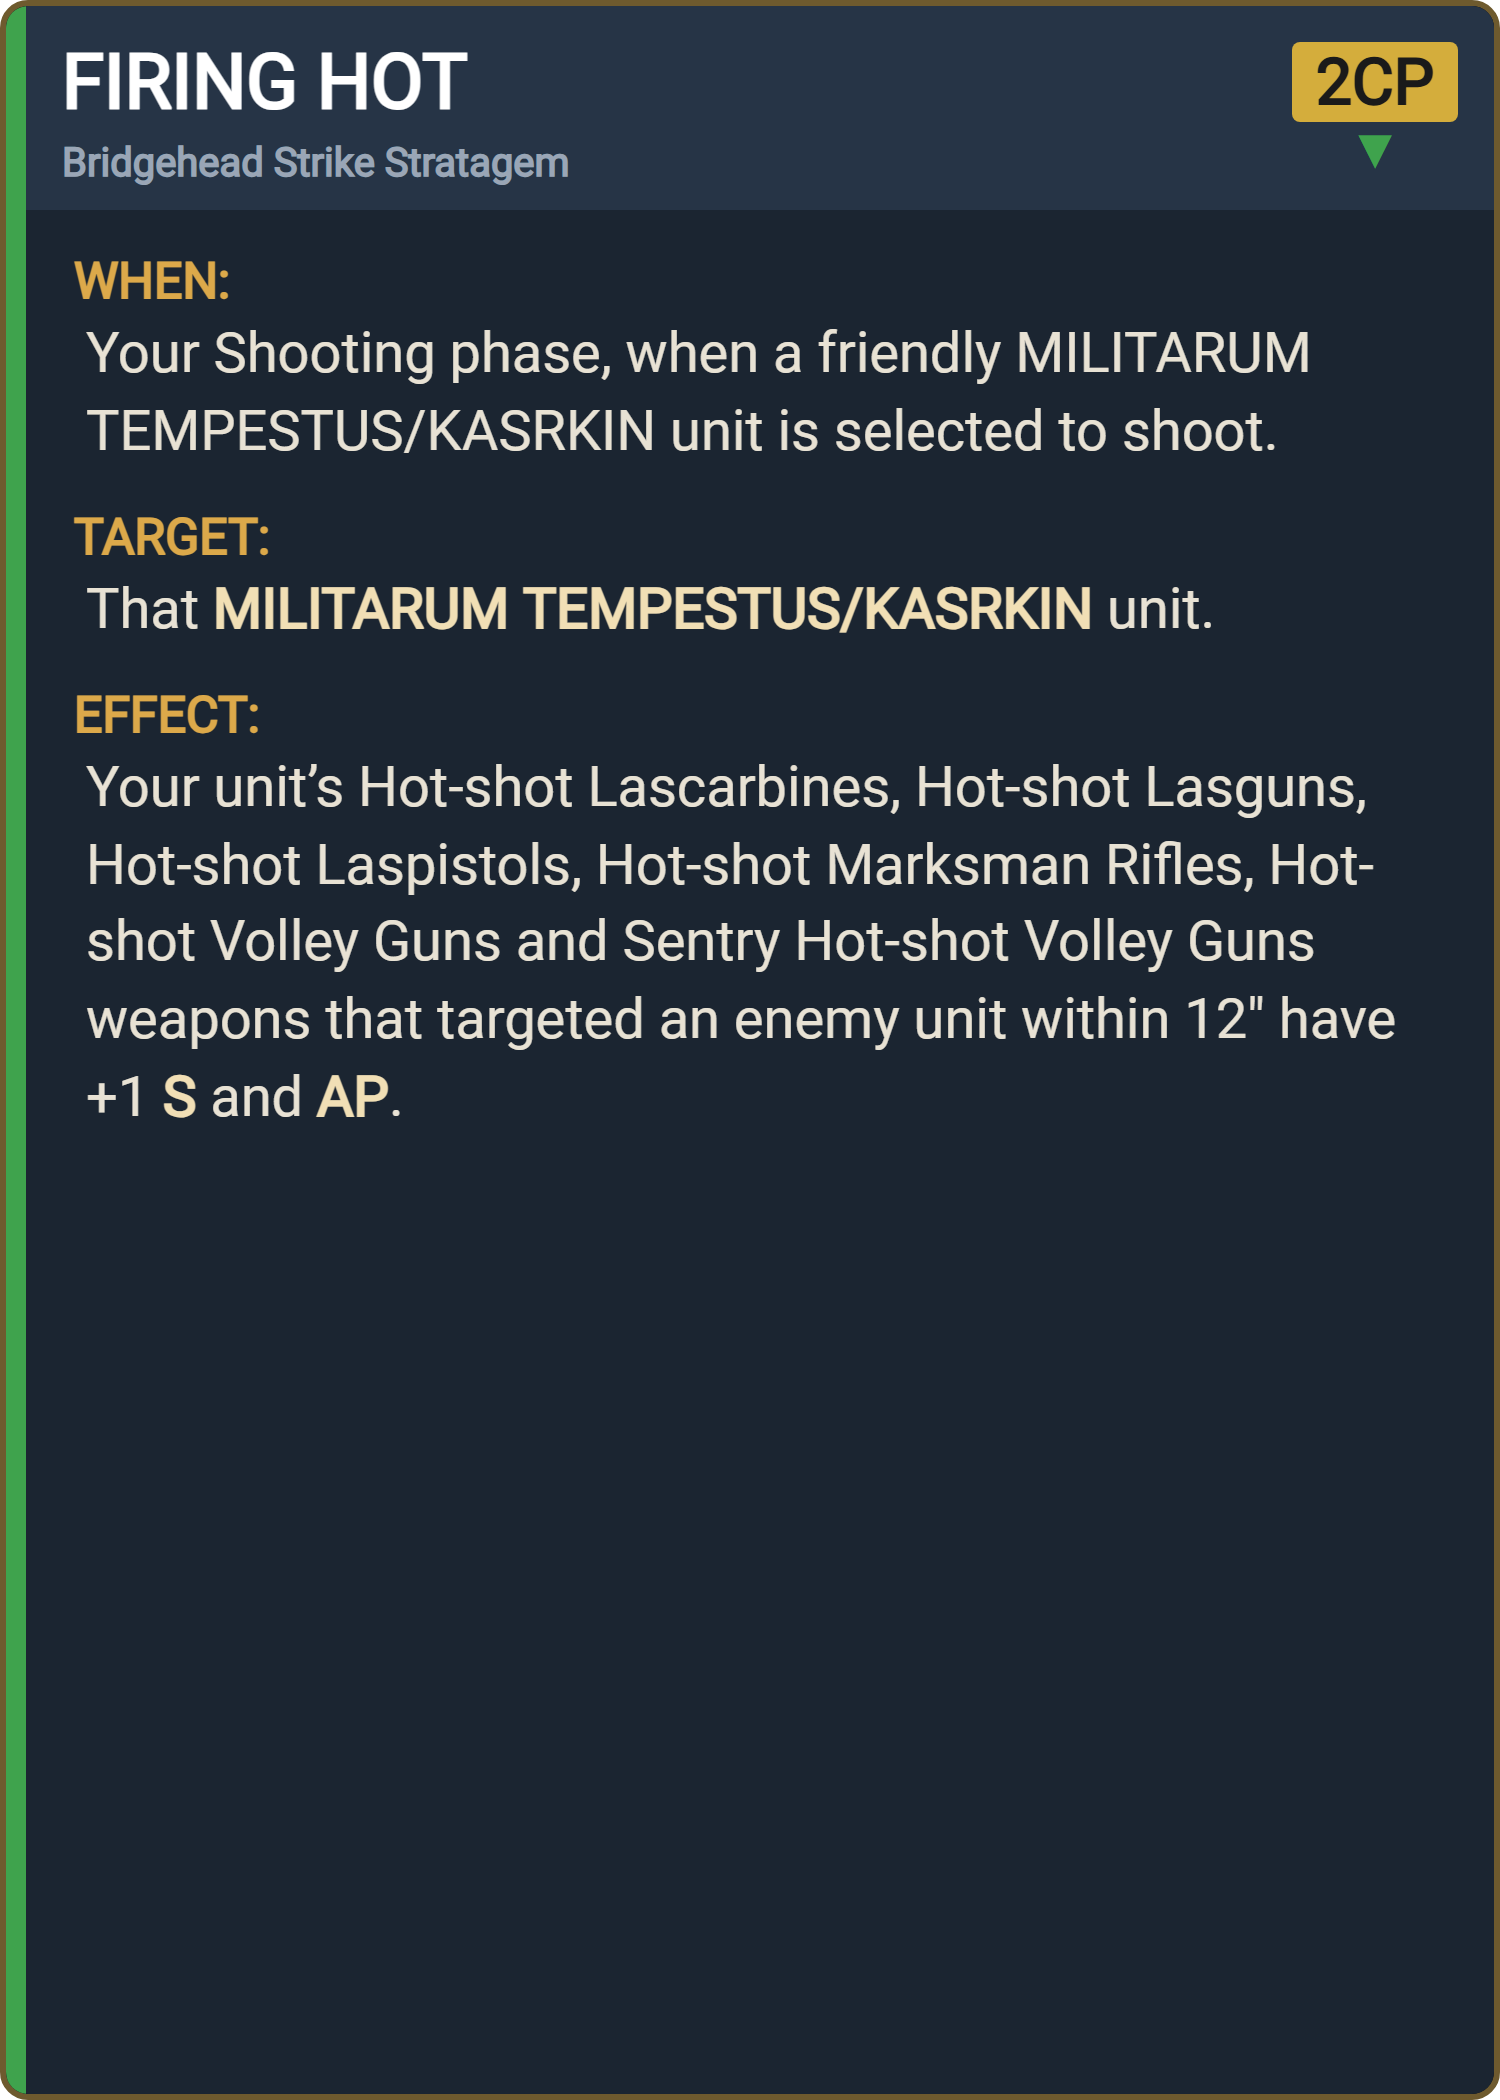 FIRING HOT
2CP
Bridgehead Strike Stratagem
WHEN:
Your Shooting phase, when a friendly MILITARUM
TEMPESTUS/KASRKIN unit is selected to shoot.
TARGET:
That MILITARUM TEMPESTUS/KASRKIN unit.
EFFECT:
Your unit’s Hot-shot Lascarbines, Hot-shot Lasguns,
Hot-shot Laspistols, Hot-shot Marksman Rifles, Hot-
shot Volley Guns and Sentry Hot-shot Volley Guns
weapons that targeted an enemy unit within 12" have
+1 S and AP.